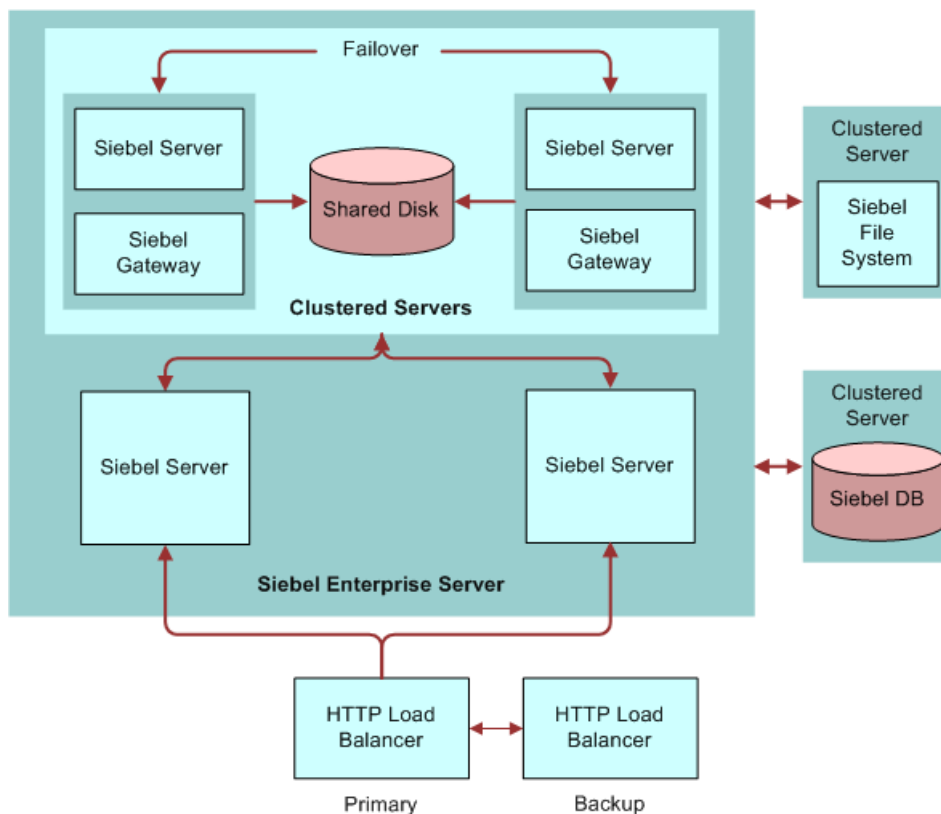 Failover
Siebel Server
Siebel
Gateway
Shared Disk
Siebel Server
Siebel
Gateway
Clustered Servers
Clustered
Server
Siebel
File
System
Siebel Server
Siebel Server
Clustered
Server
Siebel DB
Siebel Enterprise Server
HTTP Load
Balancer
HTTP Load
Balancer
Primary
Backup